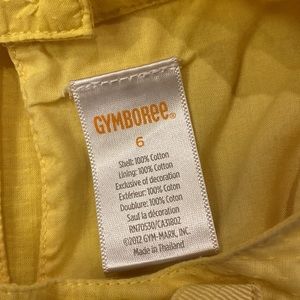 GYMBOREE®
6
Shell: 100% Cotton
Lining: 100% Cotton
Exclusive of decoration
Extérieur: 100% Coton
Doublure: 100% Coton
Sauf la décoration
RN70530/CA31802
©2012 GYM-MARK, INC.
Made in Thailand